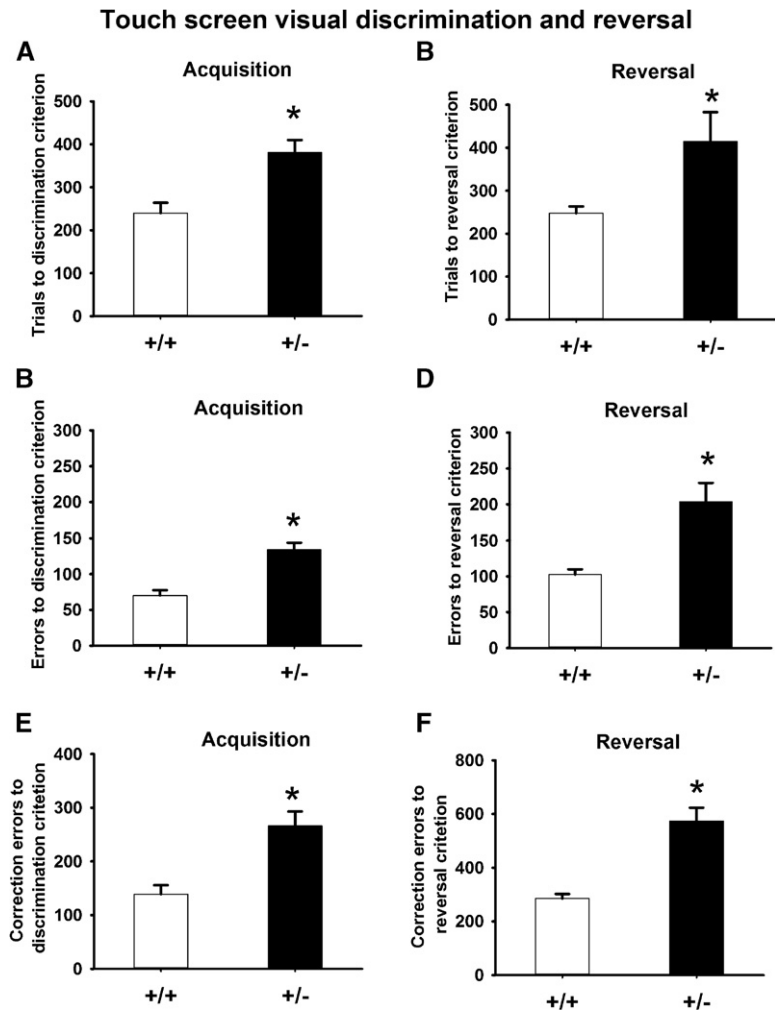 Touch screen visual discrimination and reversal
A
Acquisition
Trials to discrimination criterion
500
400
300
200
100
0
*
+/+
+/-
B
Reversal
Trials to reversal criterion
500
400
300
200
100
0
*
+/+
+/-
B
Acquisition
Errors to discrimination criterion
300
250
200
150
100
50
0
*
+/+
+/-
D
Reversal
Errors to reversal criterion
300
250
200
150
100
50
0
*
+/+
+/-
E
Acquisition
Correction errors to
discrimination critetion
400
300
200
100
0
*
+/+
+/-
F
Reversal
Correction errors to
reversal critetion
800
600
400
200
0
*
+/+
+/-